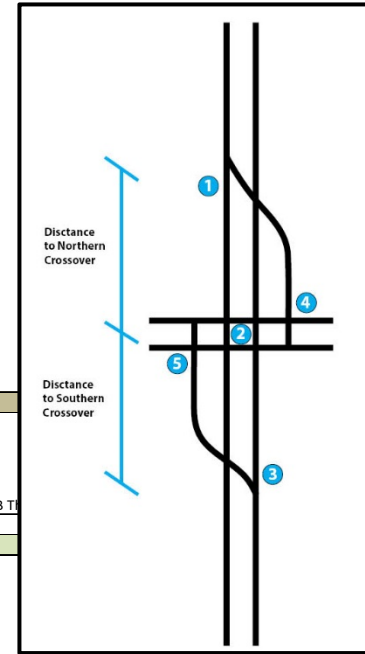 1
Disctance
to Northern
Crossover
4
2
5
Disctance
to Southern
Crossover
3
B